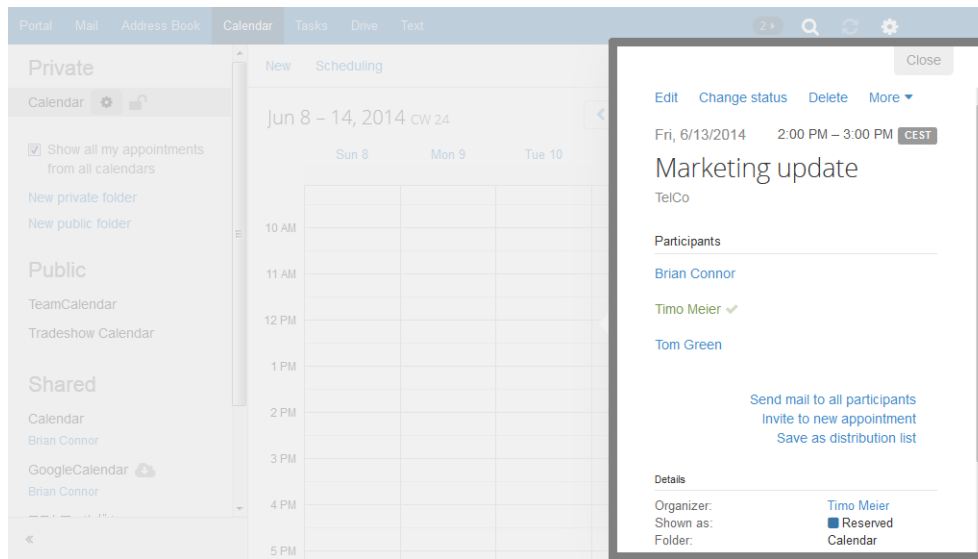 Portal Mail Address Book Calendar Tasks Drive Text 2
Private
Calendar
Show all my appointments
from all calendars
New private folder
New public folder
Public
TeamCalendar
Tradeshow Calendar
Shared
Calendar
Brian Connor
GoogleCalendar
Brian Connor
«
New Scheduling
Jun 8 – 14, 2014 CW 24
Sun 8 Mon 9 Tue 10
10 AM
11 AM
12 PM
1 PM
2 PM
3 PM
4 PM
5 PM
Close
Edit Change status Delete More
Fri, 6/13/2014 2:00 PM – 3:00 PM CEST
Marketing update
TelCo
Participants
Brian Connor
Timo Meier
Tom Green
Send mail to all participants
Invite to new appointment
Save as distribution list
Details
Organizer: Timo Meier
Shown as: Reserved
Folder: Calendar